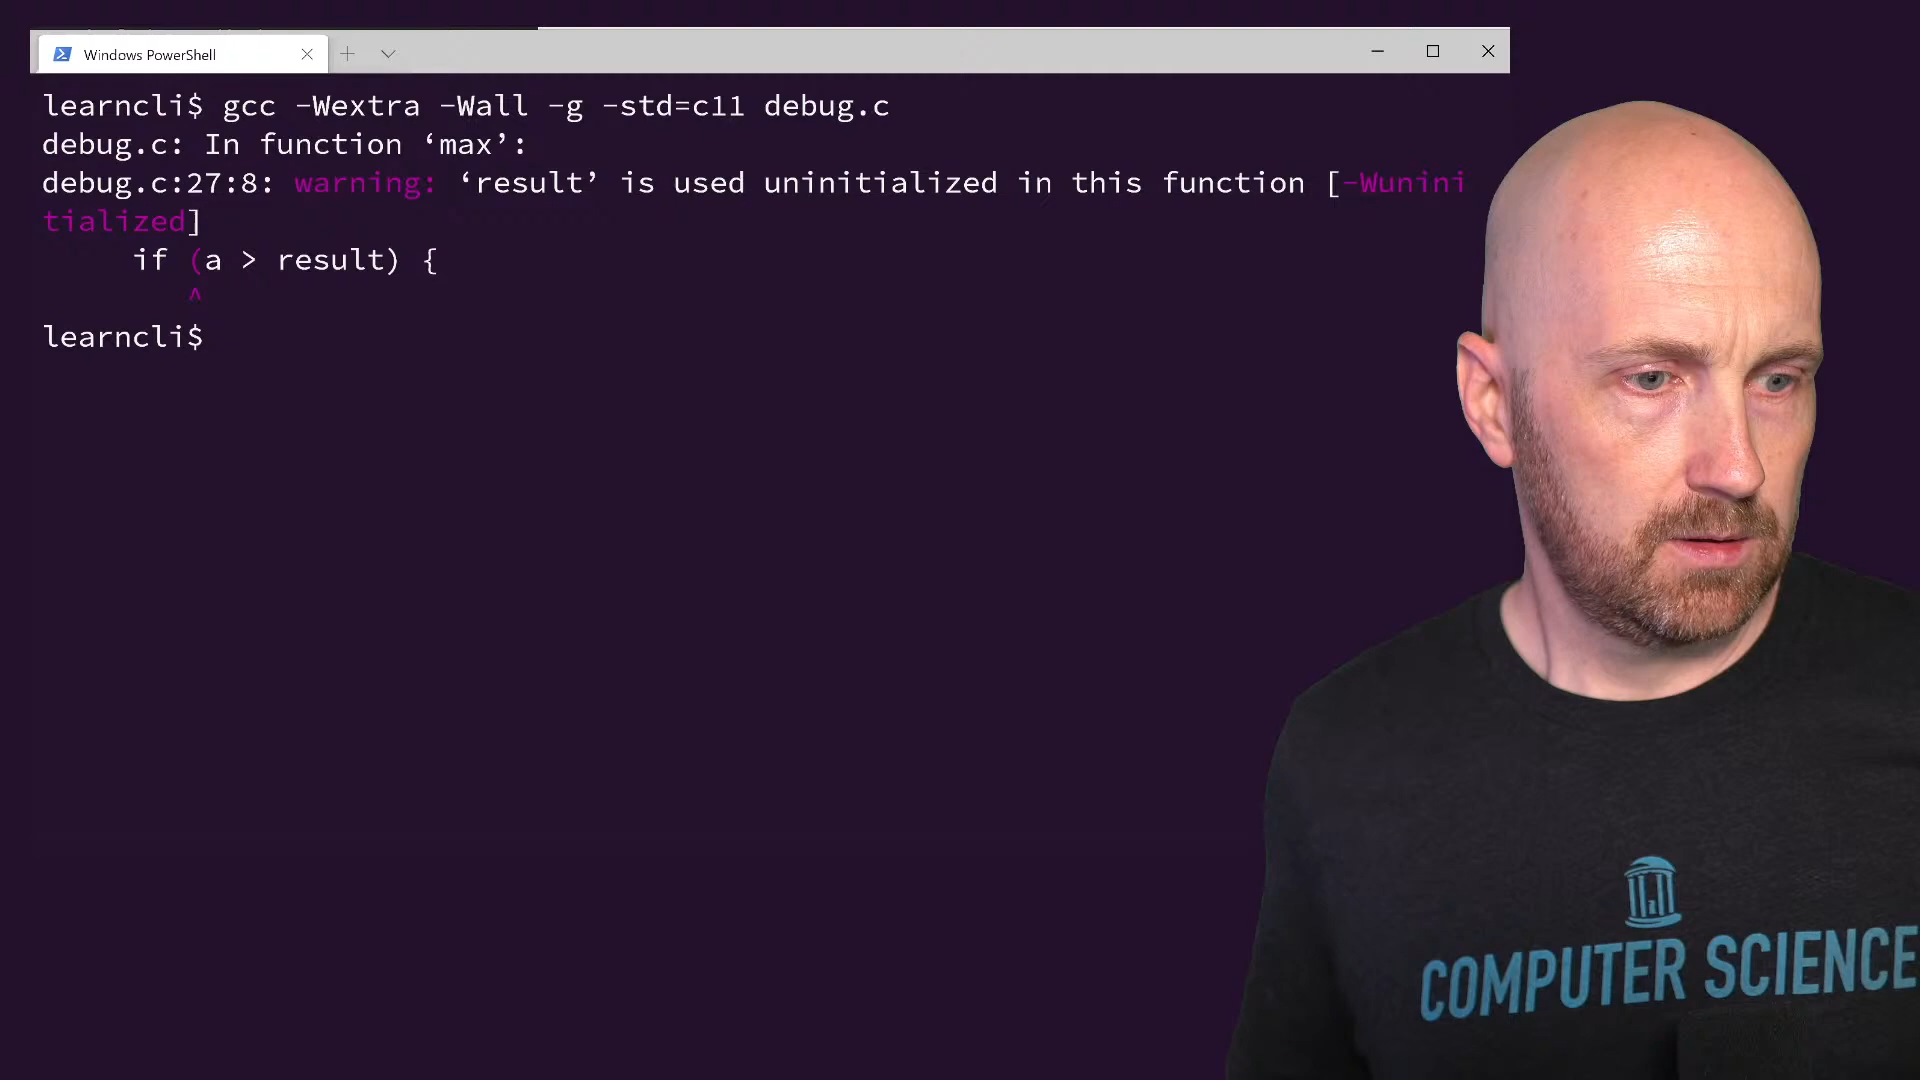 Windows PowerShell
learncli$ gcc -Wextra -Wall -g -std=c11 debug.c
debug.c: In function ‘max’:
debug.c:27:8: warning: ‘result’ is used uninitialized in this function [-Wunini
tialized]
if (a > result) {
^
learncli$
COMPUTER SCIENCE